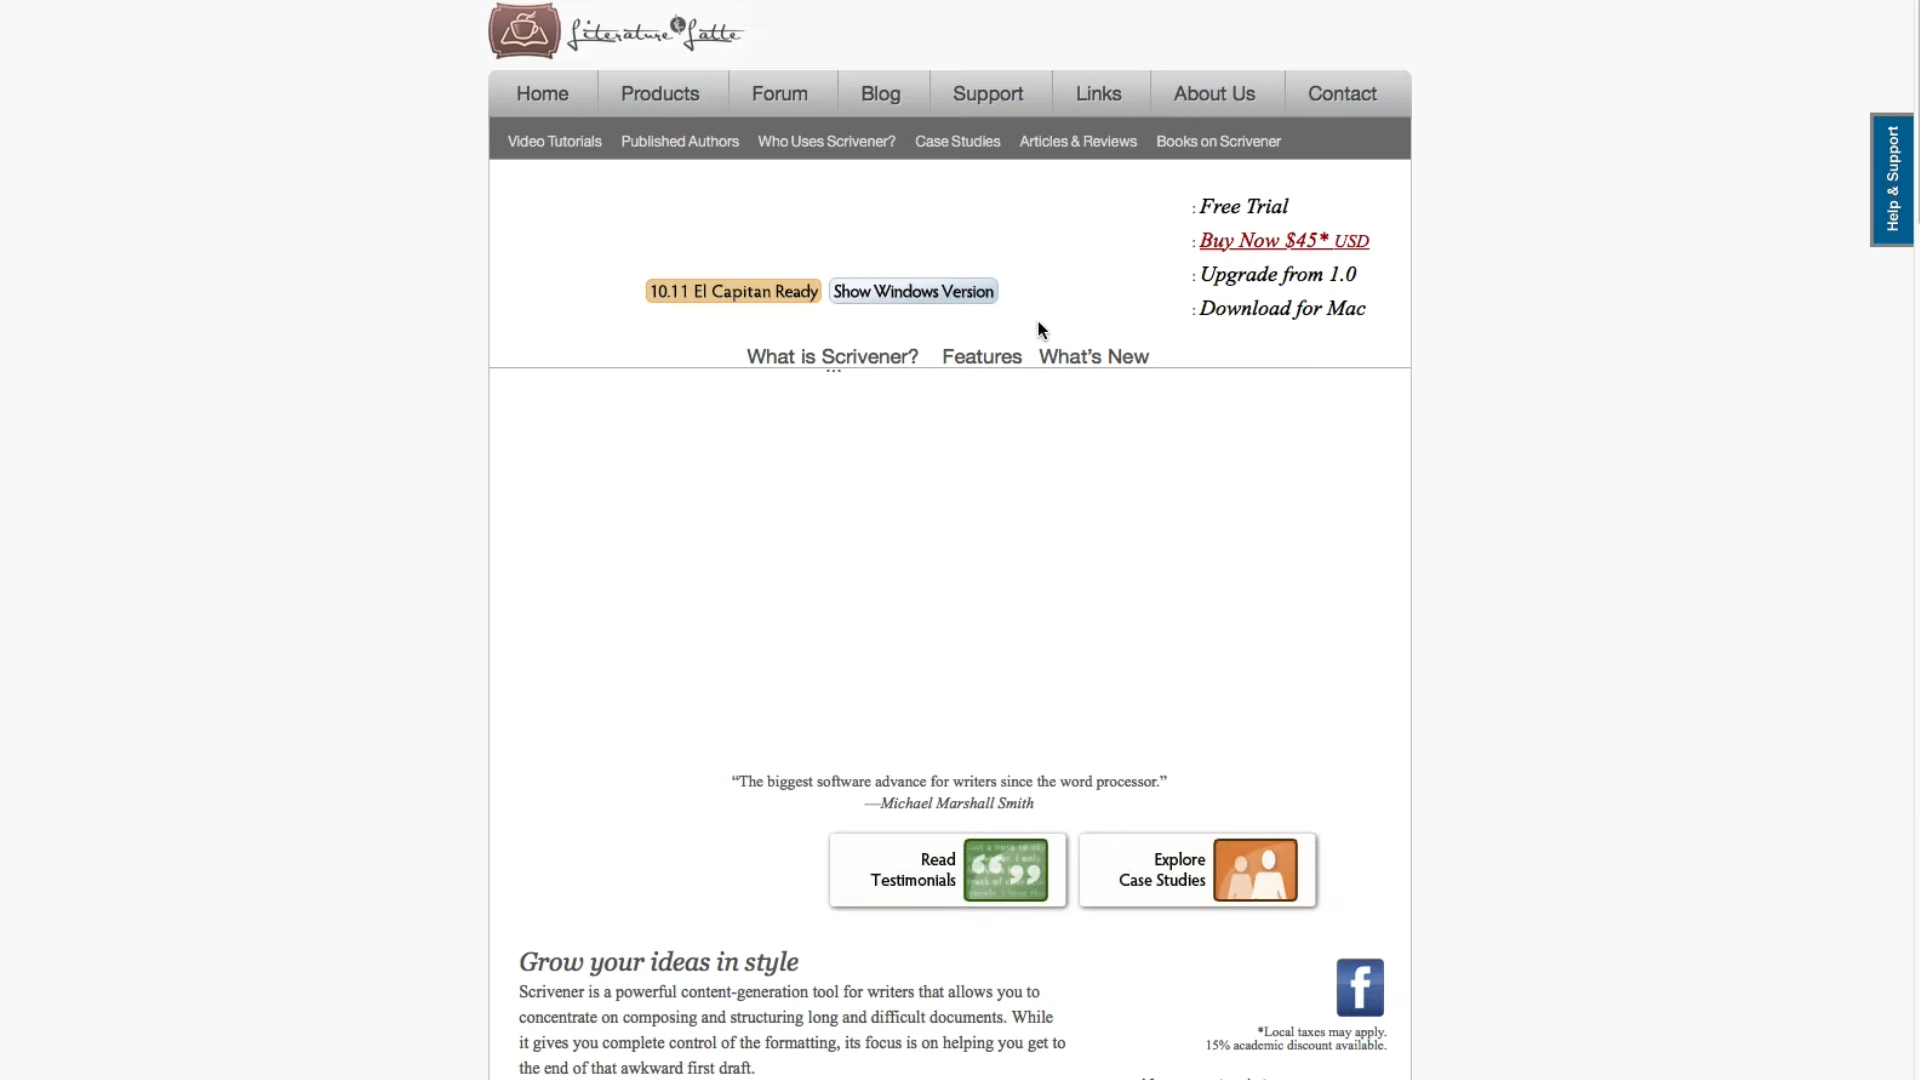 Literature & Latte
Home Products Forum Blog Support Links About Us Contact
Video Tutorials Published Authors Who Uses Scrivener? Case Studies Articles & Reviews Books on Scrivener
Help & Support
: Free Trial
: Buy Now $45* USD
: Upgrade from 1.0
: Download for Mac
10.11 El Capitan Ready Show Windows Version
What is Scrivener? Features What’s New
“The biggest software advance for writers since the word processor.”
—Michael Marshall Smith
Read
Testimonials
Explore
Case Studies
Grow your ideas in style
Scrivener is a powerful content-generation tool for writers that allows you to
concentrate on composing and structuring long and difficult documents. While
it gives you complete control of the formatting, its focus is on helping you get to
the end of that awkward first draft.
f
*Local taxes may apply.
15% academic discount available.